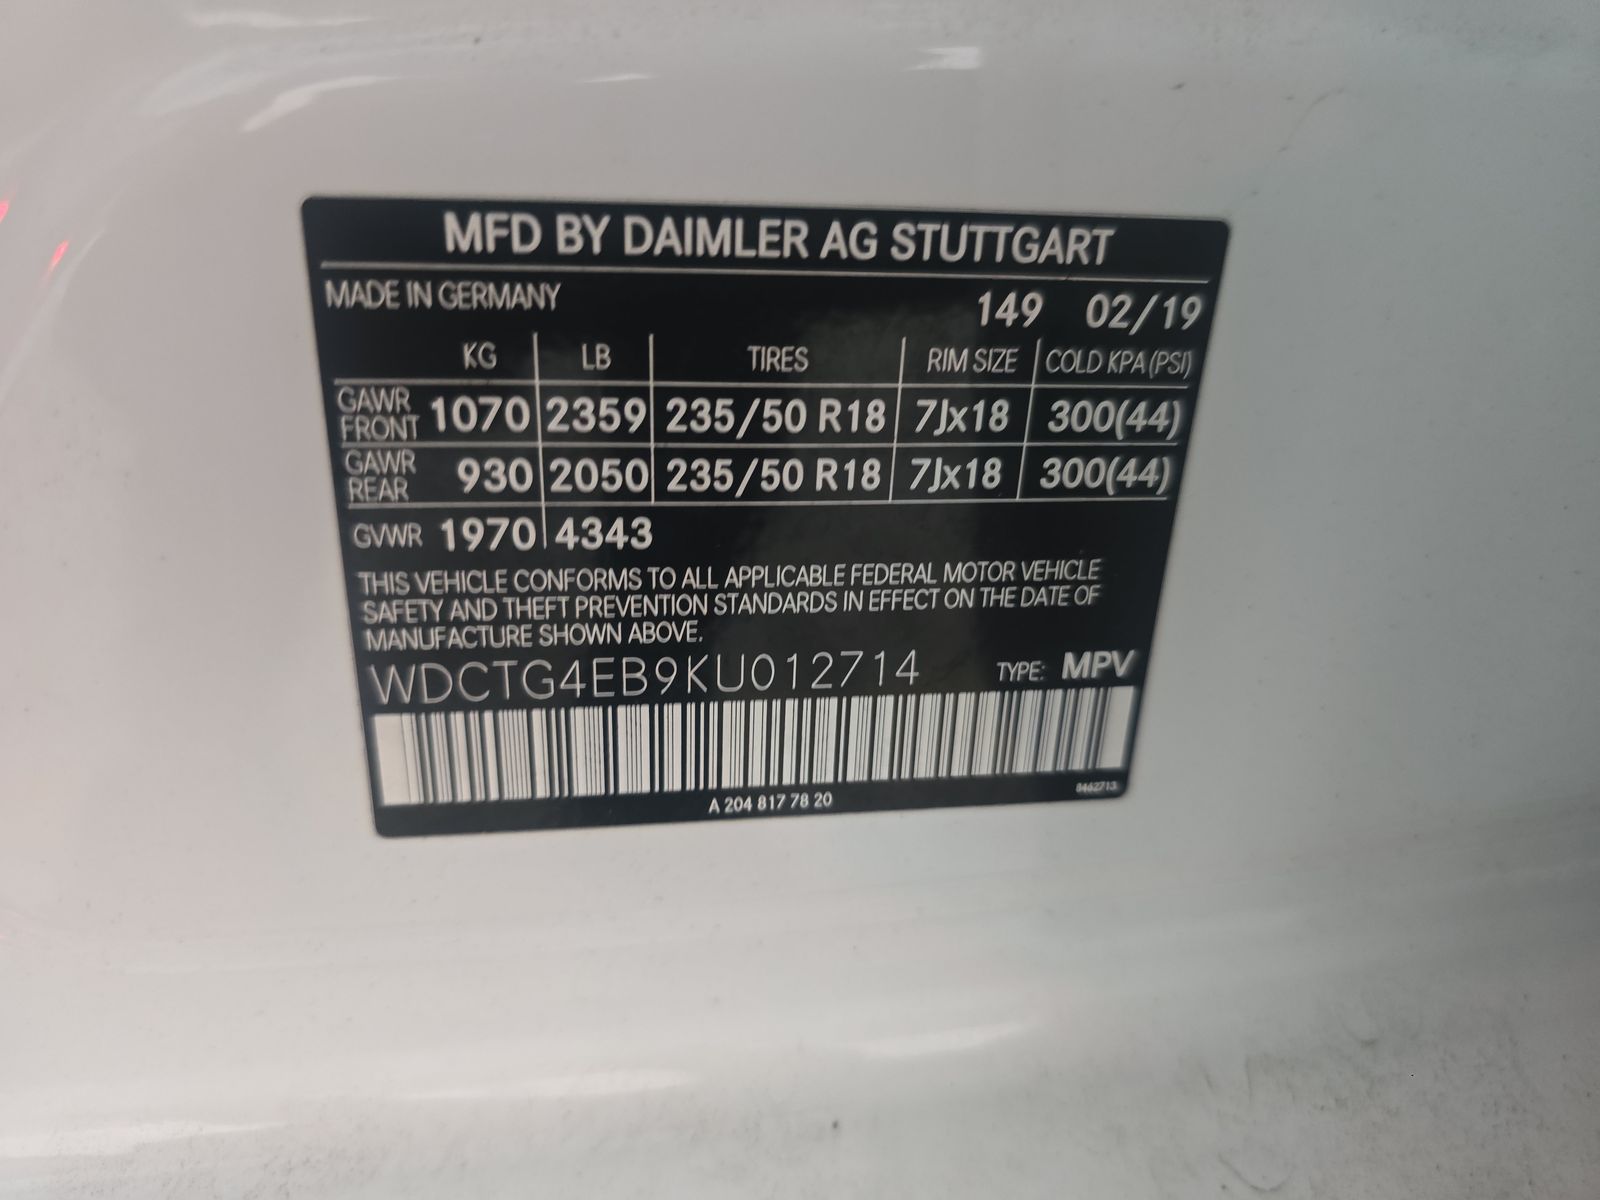 MFD BY DAIMLER AG STUTTGART
MADE IN GERMANY 149 02/19
KG LB TIRES RIM SIZE COLD KPA (PSI)
GAWR FRONT 1070 2359 235/50 R18 7Jx18 300(44)
GAWR REAR 930 2050 235/50 R18 7Jx18 300(44)
GVWR 1970 4343
THIS VEHICLE CONFORMS TO ALL APPLICABLE FEDERAL MOTOR VEHICLE
SAFETY AND THEFT PREVENTION STANDARDS IN EFFECT ON THE DATE OF
MANUFACTURE SHOWN ABOVE.
WDCTG4EB9KU012714 TYPE: MPV
A 204 817 78 20